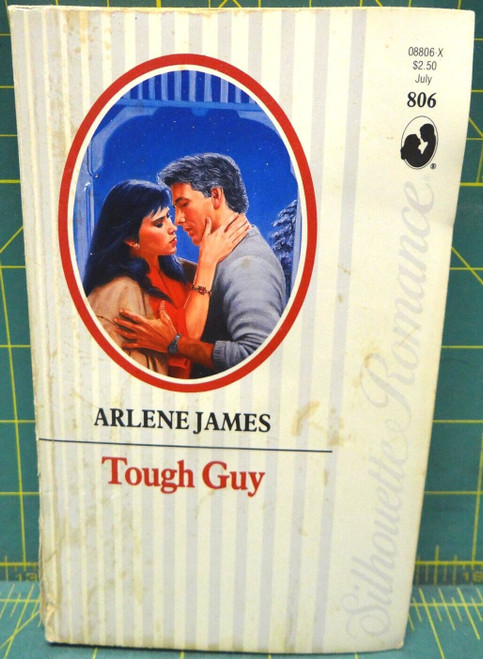 08806-X
$2.50
July
806
®
ARLENE JAMES
Tough Guy
Silhouette Romance